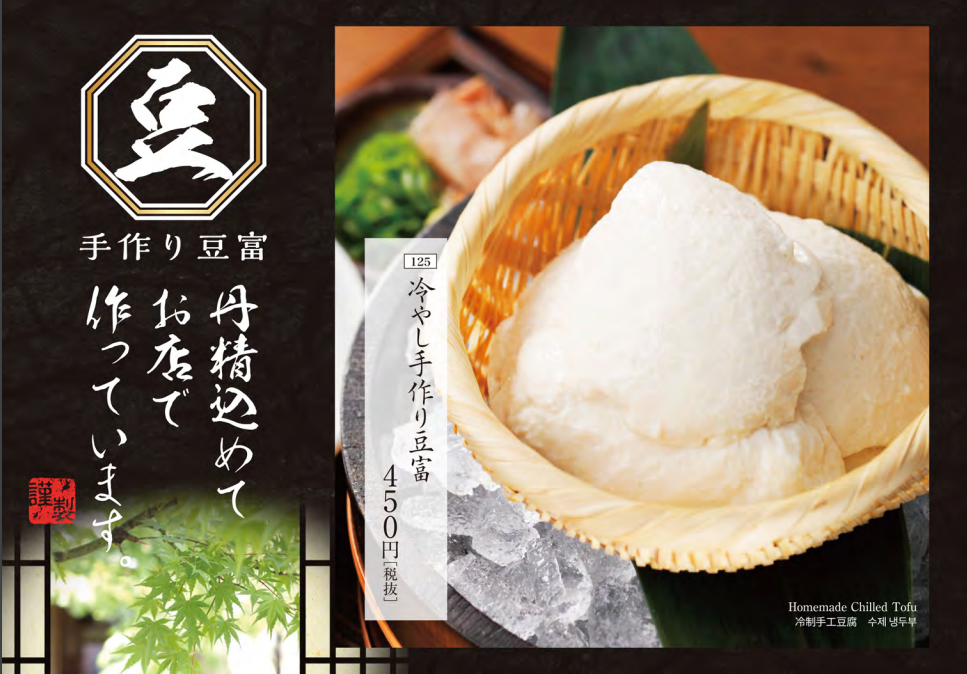 豆
手作り豆富
丹精込めて
お店で
作っています。
謹製
125
冷やし手作り豆富
450円[税抜]
Homemade Chilled Tofu
冷制手工豆腐 수제 냉두부